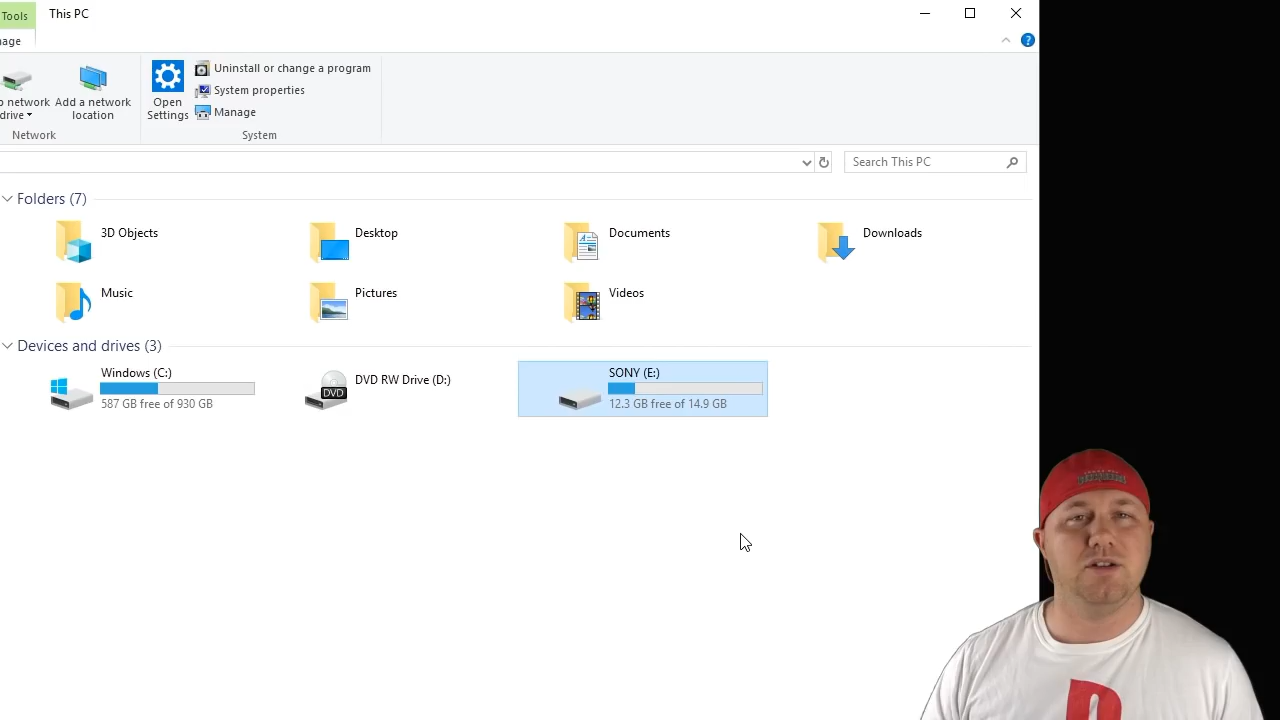 Tools
This PC
age
o network
drive
Add a network
location
Network
Open
Settings
Uninstall or change a program
System properties
Manage
System
Search This PC
Folders (7)
3D Objects
Desktop
Documents
Downloads
Music
Pictures
Videos
Devices and drives (3)
Windows (C:)
587 GB free of 930 GB
DVD
DVD RW Drive (D:)
SONY (E:)
12.3 GB free of 14.9 GB